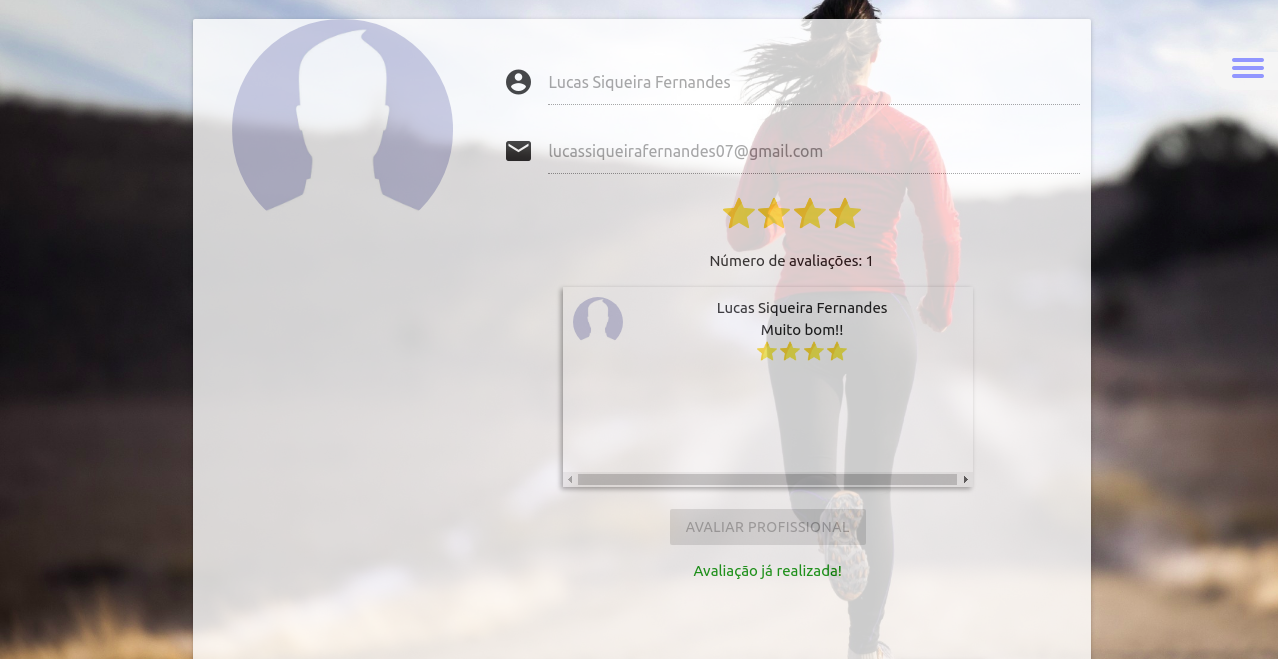 Lucas Siqueira Fernandes
lucassiqueirafernandes07@gmail.com
Número de avaliações: 1
Lucas Siqueira Fernandes
Muito bom!!
AVALIAR PROFISSIONAL
Avaliação já realizada!